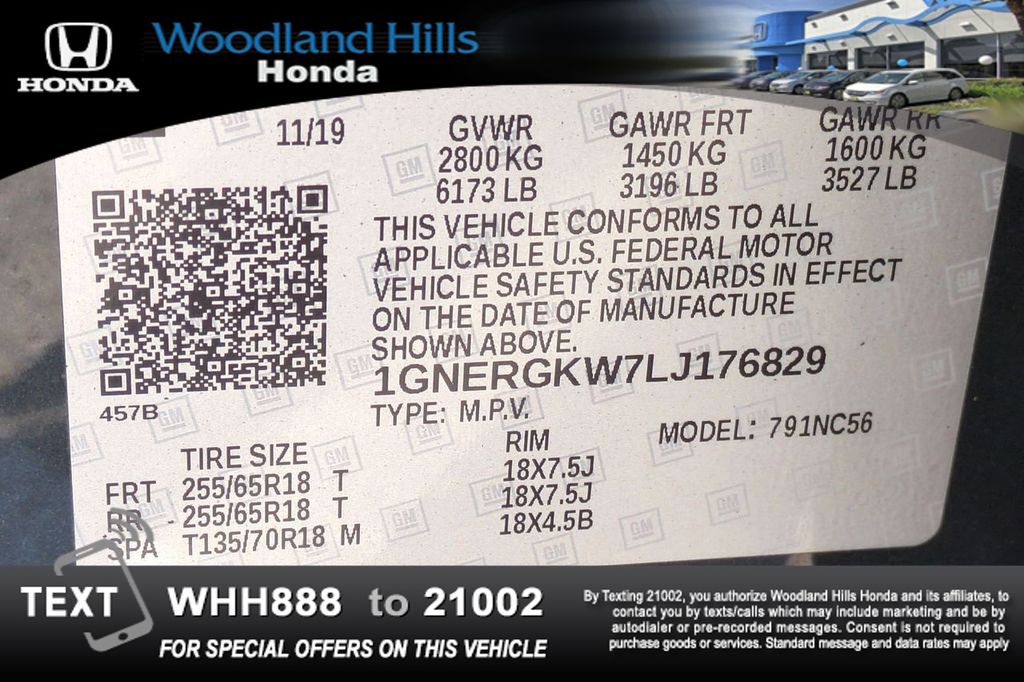 HONDA
Woodland Hills
Honda
11/19
GVWR GAWR FRT GAWR RR
2800 KG 1450 KG 1600 KG
6173 LB 3196 LB 3527 LB
THIS VEHICLE CONFORMS TO ALL
APPLICABLE U.S. FEDERAL MOTOR
VEHICLE SAFETY STANDARDS IN EFFECT
ON THE DATE OF MANUFACTURE
SHOWN ABOVE.
1GNERGKW7LJ176829
457B
TYPE: M.P.V.
MODEL: 791NC56
TIRE SIZE RIM
FRT 255/65R18 T 18X7.5J
RR - 255/65R18 T 18X7.5J
SPA T135/70R18 M 18X4.5B
TEXT WHH888 to 21002
FOR SPECIAL OFFERS ON THIS VEHICLE
By Texting 21002, you authorize Woodland Hills Honda and its affiliates, to
contact you by texts/calls which may include marketing and be by
autodialer or pre-recorded messages. Consent is not required to
purchase goods or services. Standard message and data rates may apply